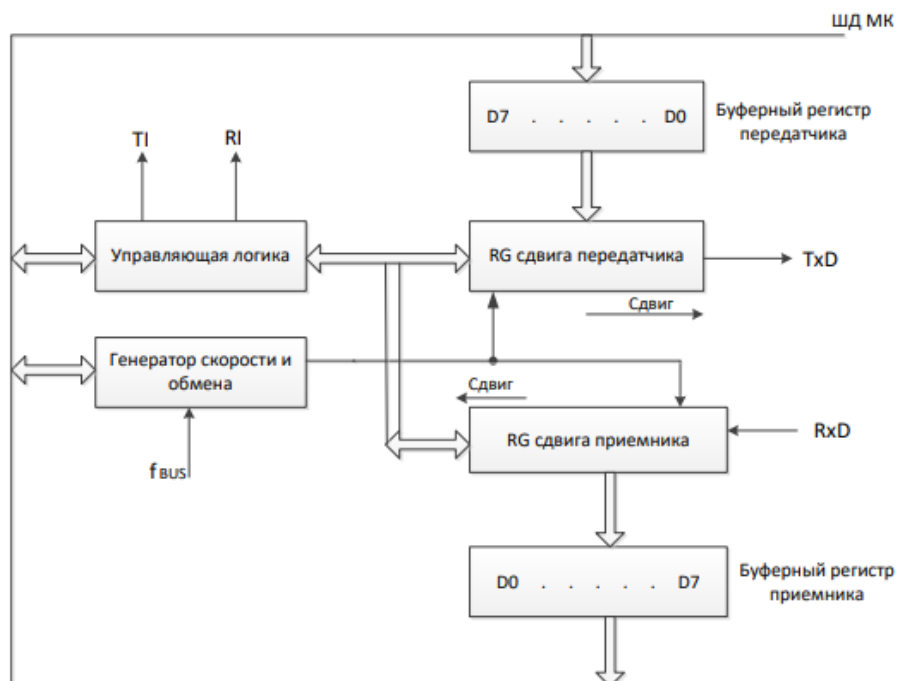 ШД МК
D7 . . . . . D0
Буферный регистр
передатчика
TI
RI
Управляющая логика
RG сдвига передатчика
TxD
Сдвиг
Генератор скорости и
обмена
Сдвиг
RG сдвига приемника
RxD
f BUS
D0 . . . . . D7
Буферный регистр
приемника